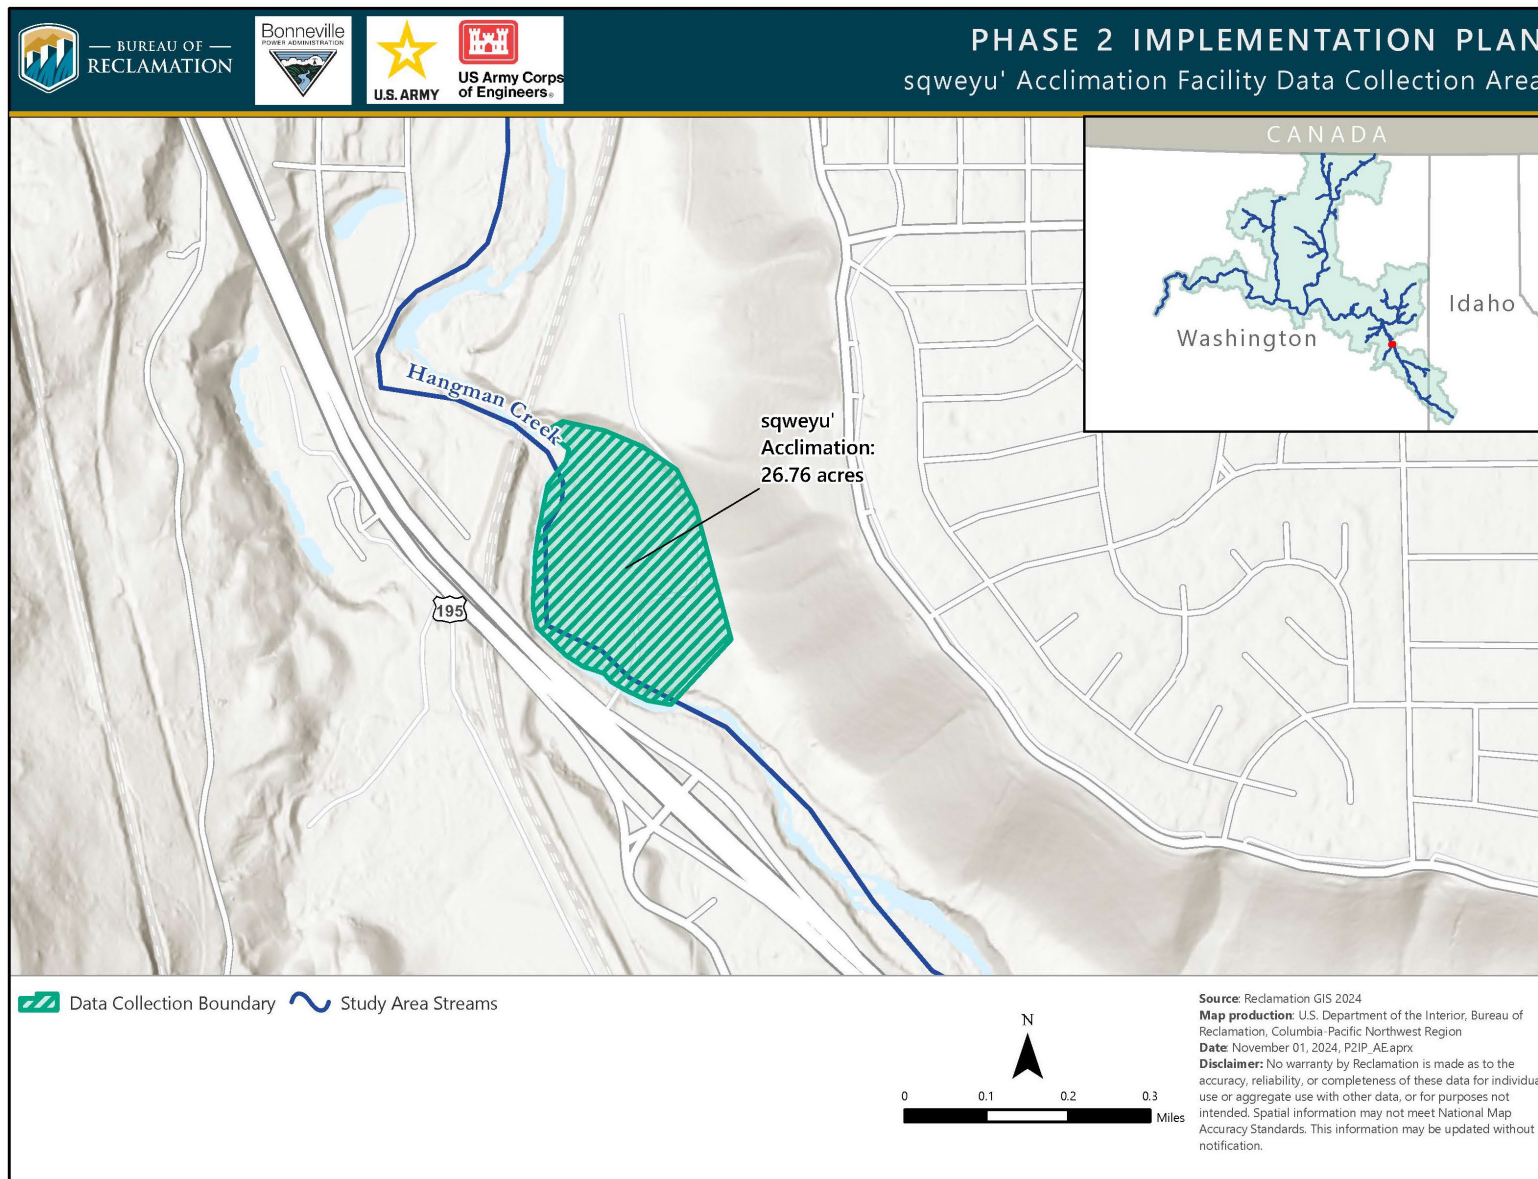 BUREAU OF
RECLAMATION
Bonneville
POWER ADMINISTRATION
U.S. ARMY
US Army Corps
of Engineers®
PHASE 2 IMPLEMENTATION PLAN
sqweyu' Acclimation Facility Data Collection Area
CANADA
Washington
Idaho
Hangman Creek
sqweyu'
Acclimation:
26.76 acres
195
Data Collection Boundary
Study Area Streams
N
0 0.1 0.2 0.3
Miles
Source: Reclamation GIS 2024
Map production: U.S. Department of the Interior, Bureau of
Reclamation, Columbia-Pacific Northwest Region
Date: November 01, 2024, P2IP_AE.aprx
Disclaimer: No warranty by Reclamation is made as to the
accuracy, reliability, or completeness of these data for individua
use or aggregate use with other data, or for purposes not
intended. Spatial information may not meet National Map
Accuracy Standards. This information may be updated without
notification.